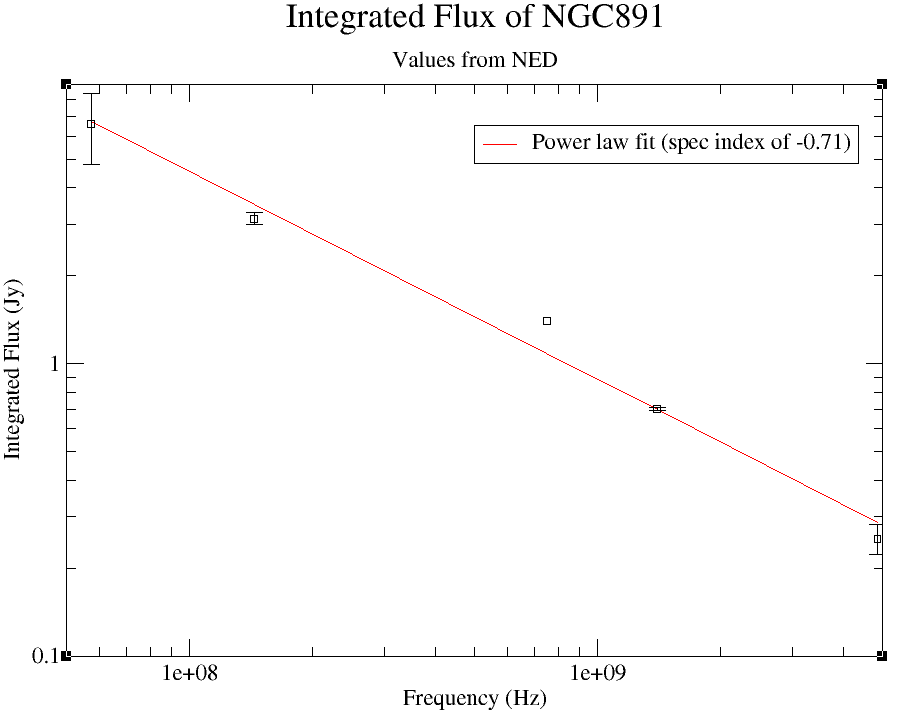 Integrated Flux of NGC891
Values from NED
Power law fit (spec index of -0.71)
Integrated Flux (Jy)
1
0.1
1e+08
1e+09
Frequency (Hz)